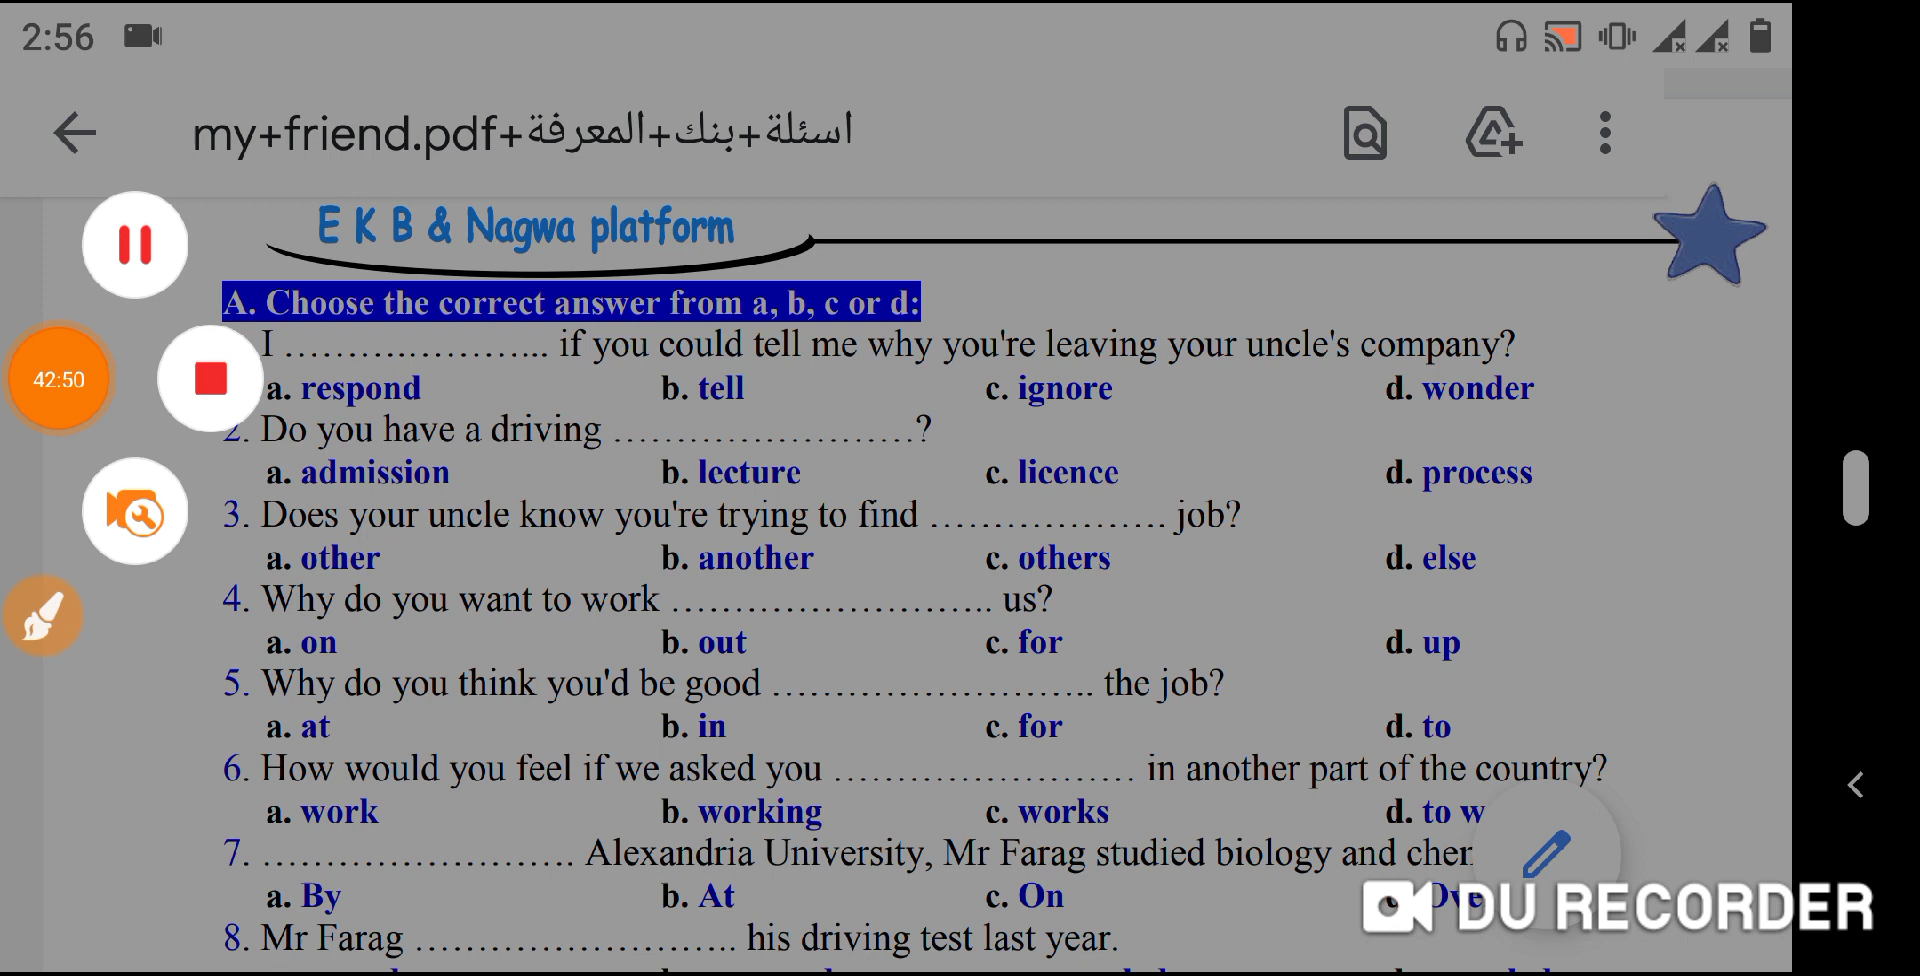 2:56
my+friend.pdf+اسئلة+بنك+المعرفة
E K B & Nagwa platform
A. Choose the correct answer from a, b, c or d:
I ........................ if you could tell me why you're leaving your uncle's company?
a. respond b. tell c. ignore d. wonder
42:50
2. Do you have a driving ........................?
a. admission b. lecture c. licence d. process
3. Does your uncle know you're trying to find ........................ job?
a. other b. another c. others d. else
4. Why do you want to work ........................ us?
a. on b. out c. for d. up
5. Why do you think you'd be good ........................ the job?
a. at b. in c. for d. to
6. How would you feel if we asked you ........................ in another part of the country?
a. work b. working c. works d. to w
7. ........................ Alexandria University, Mr Farag studied biology and cher
a. By b. At c. On Ove
DU RECORDER
8. Mr Farag ........................ his driving test last year.